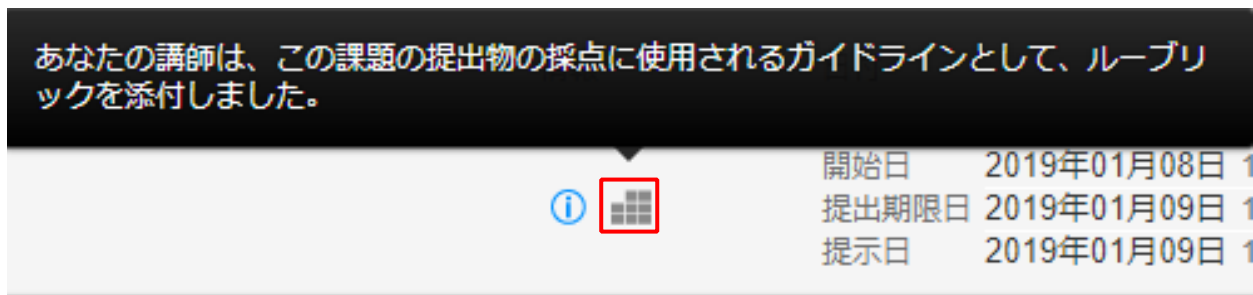 あなたの講師は、この課題の提出物の採点に使用されるガイドラインとして、ルーブリ
ックを添付しました。
開始日 2019年01月08日 1
提出期限日 2019年01月09日 1
提示日 2019年01月09日 1